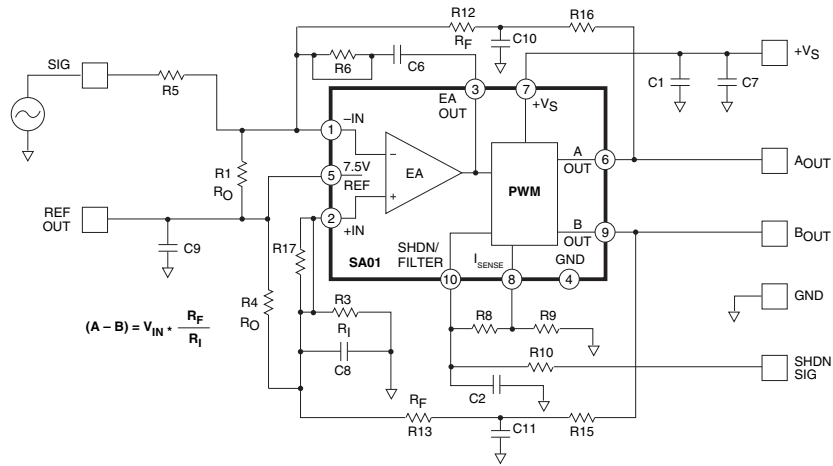 R12
R16
SIG
RF
C10
+VS
R5
R6
C6
C1
C7
3
7
EA
OUT
+VS
1
–IN
–
A
OUT
6
AOUT
R1
RO
5
7.5V
REF
EA
PWM
REF
OUT
2
+IN
+
B
OUT
9
BOUT
C9
R17
SA01
SHDN/
FILTER
ISENSE
GND
10
8
4
GND
R4
RO
R3
RI
R8
R9
(A – B) = VIN * RF
RI
C8
R10
SHDN
SIG
C2
RF
R13
C11
R15